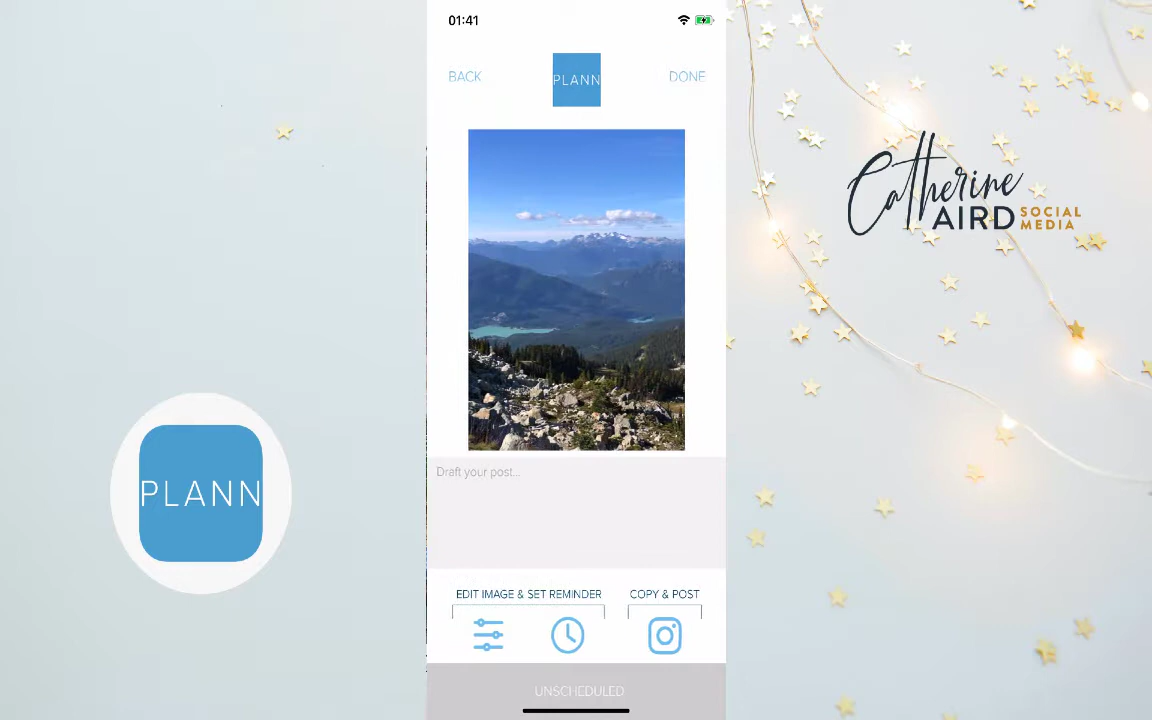 01:41
BACK
PLANN
DONE
Catherine
AIRD SOCIAL MEDIA
Draft your post...
PLANN
EDIT IMAGE & SET REMINDER
COPY & POST
UNSCHEDULED